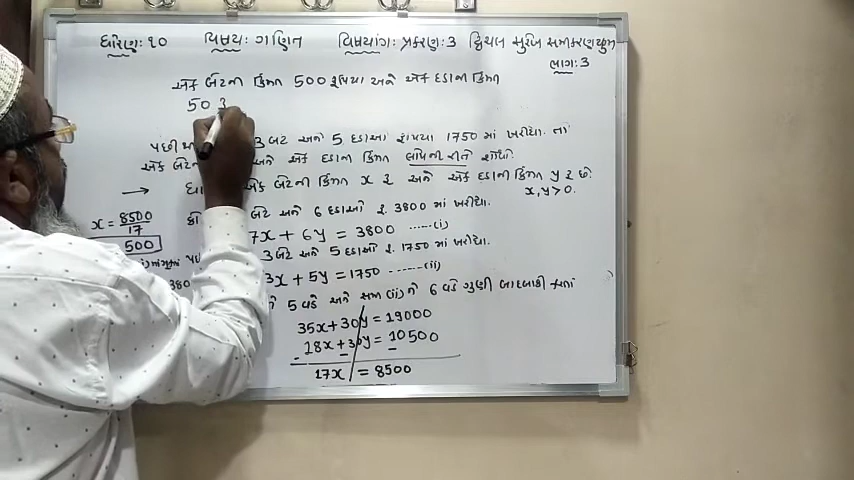 ધોરણ: ૧૦ વિષય: ગણિત વિષયાંગ: પ્રકરણ: 3 દ્વિચલ સુરેખ સમીકરણયુગ્મ
ભાગ: 3
એક બેટની કિંમત 500 રૂપિયા અને એક દડાની કિંમત
50 રૂ
પછી 3 બેટ અને 5 દડાઓ રૂપિયા 1750 માં ખરીદ્યા. તો
એક બેટની અને એક દડાની કિંમત લોપની રીતે શોધો.
→ ધા એક બેટની કિંમત x રૂ અને એક દડાની કિંમત y રૂ છે.
x, y > 0.
બેટ અને 6 દડાઓ રૂ. 3800 માં ખરીદ્યા.
7x + 6y = 3800 ......(i)
3 બેટ અને 5 દડાઓ રૂ. 1750 માં ખરીદ્યા.
3x + 5y = 1750 ......(ii)
5 વડે અને સમી (ii) ને 6 વડે ગુણી બાદબાકી કરતાં
35x + 30y = 19000
18x + 30y = 10500
- - -
17x = 8500
x = 8500
17
500
380